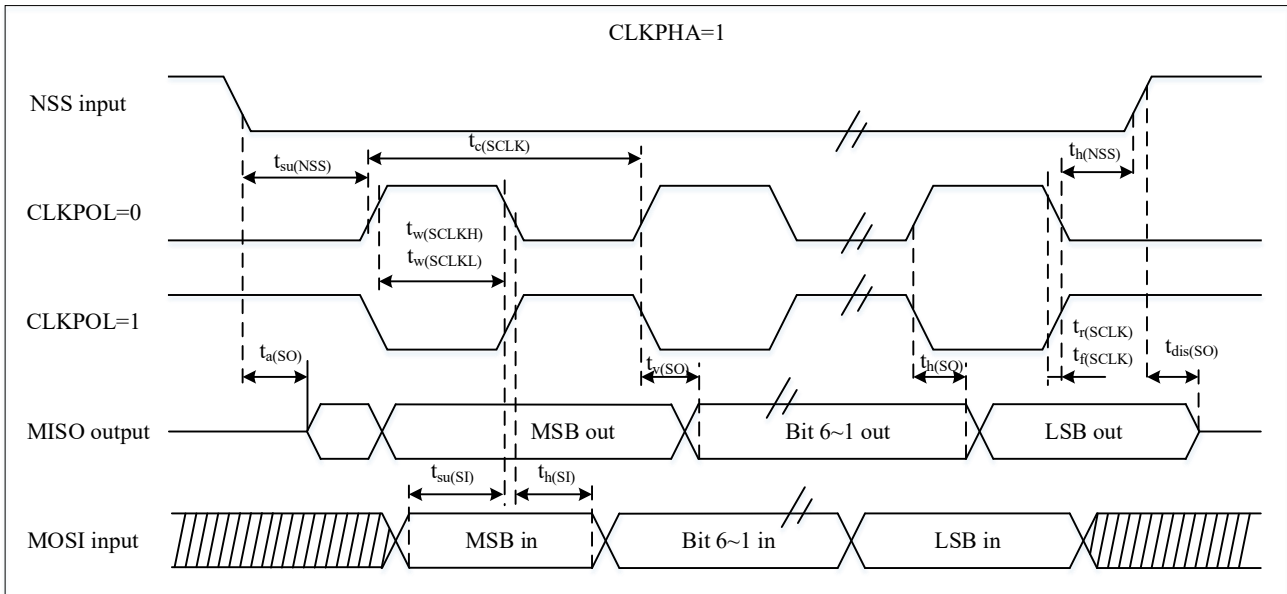 CLKPHA=1
NSS input
tsu(NSS)
tc(SCLK)
th(NSS)
CLKPOL=0
tw(SCLKH)
tw(SCLKL)
CLKPOL=1
tr(SCLK)
tf(SCLK)
ta(SO)
tv(SO)
th(SO)
tdis(SO)
MISO output
MSB out
Bit 6~1 out
LSB out
tsu(SI)
th(SI)
MOSI input
MSB in
Bit 6~1 in
LSB in